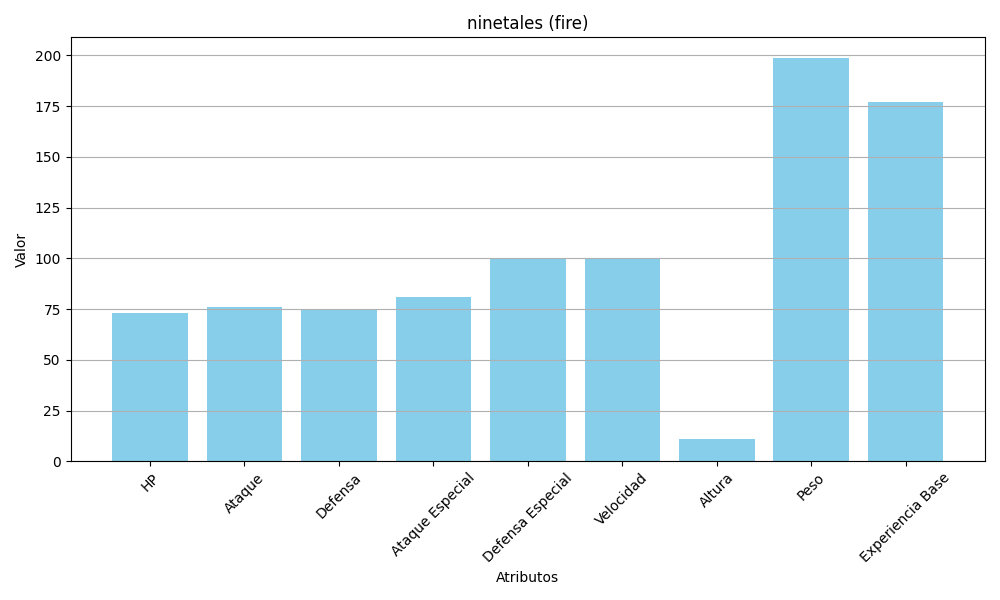 ninetales (fire)
Valor
200
175
150
125
100
75
50
25
0
HP
Ataque
Defensa
Ataque Especial
Defensa Especial
Velocidad
Altura
Peso
Experiencia Base
Atributos